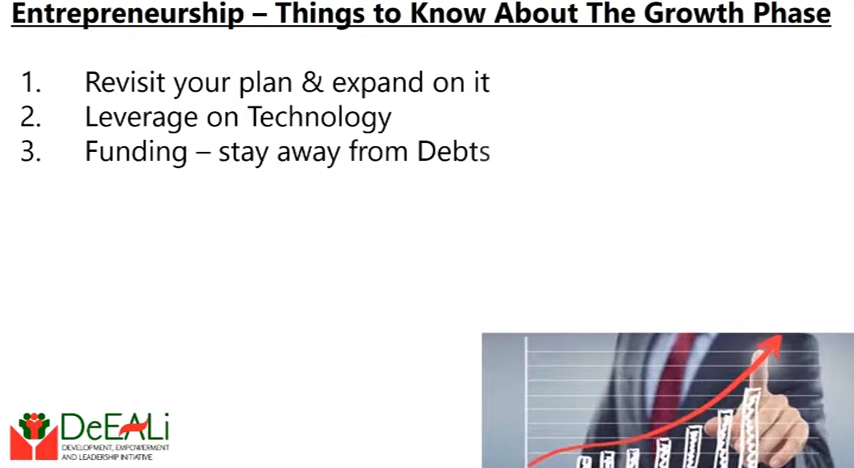 Entrepreneurship – Things to Know About The Growth Phase
1. Revisit your plan & expand on it
2. Leverage on Technology
3. Funding – stay away from Debts
DeEALi
DEVELOPMENT, EMPOWERMENT
AND LEADERSHIP INITIATIVE